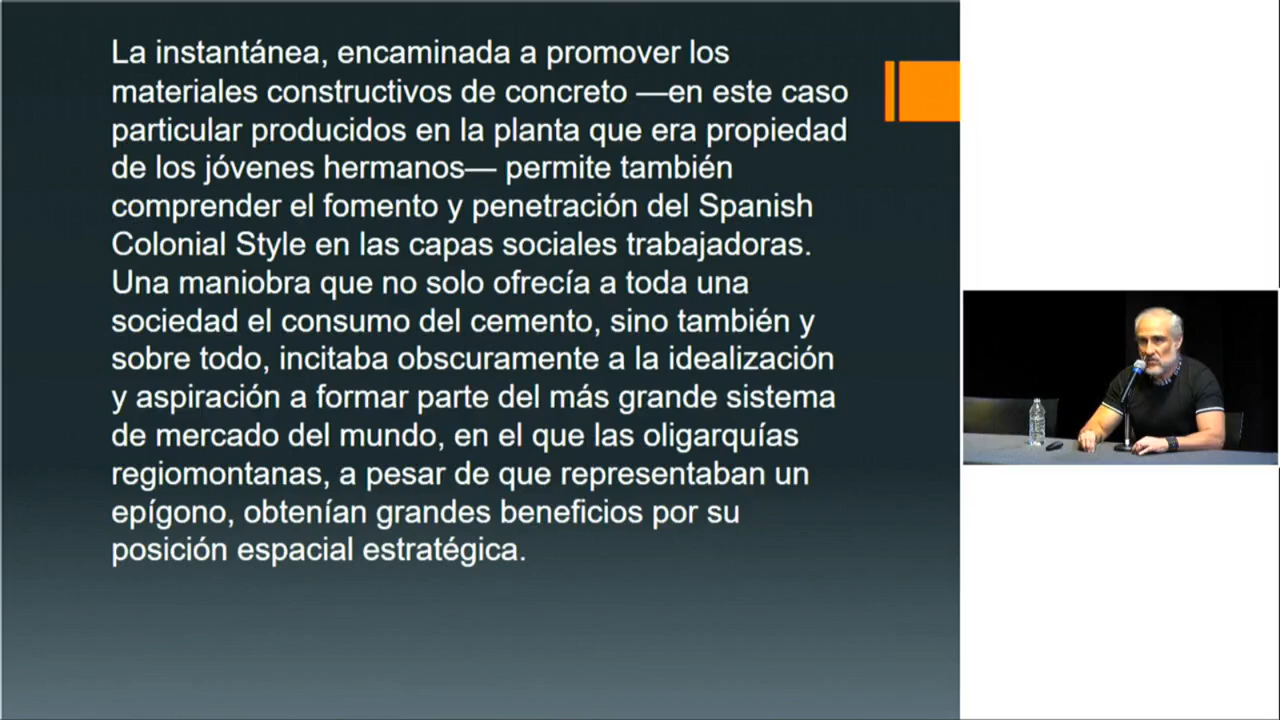 La instantánea, encaminada a promover los
materiales constructivos de concreto —en este caso
particular producidos en la planta que era propiedad
de los jóvenes hermanos— permite también
comprender el fomento y penetración del Spanish
Colonial Style en las capas sociales trabajadoras.
Una maniobra que no solo ofrecía a toda una
sociedad el consumo del cemento, sino también y
sobre todo, incitaba obscuramente a la idealización
y aspiración a formar parte del más grande sistema
de mercado del mundo, en el que las oligarquías
regiomontanas, a pesar de que representaban un
epígono, obtenían grandes beneficios por su
posición espacial estratégica.